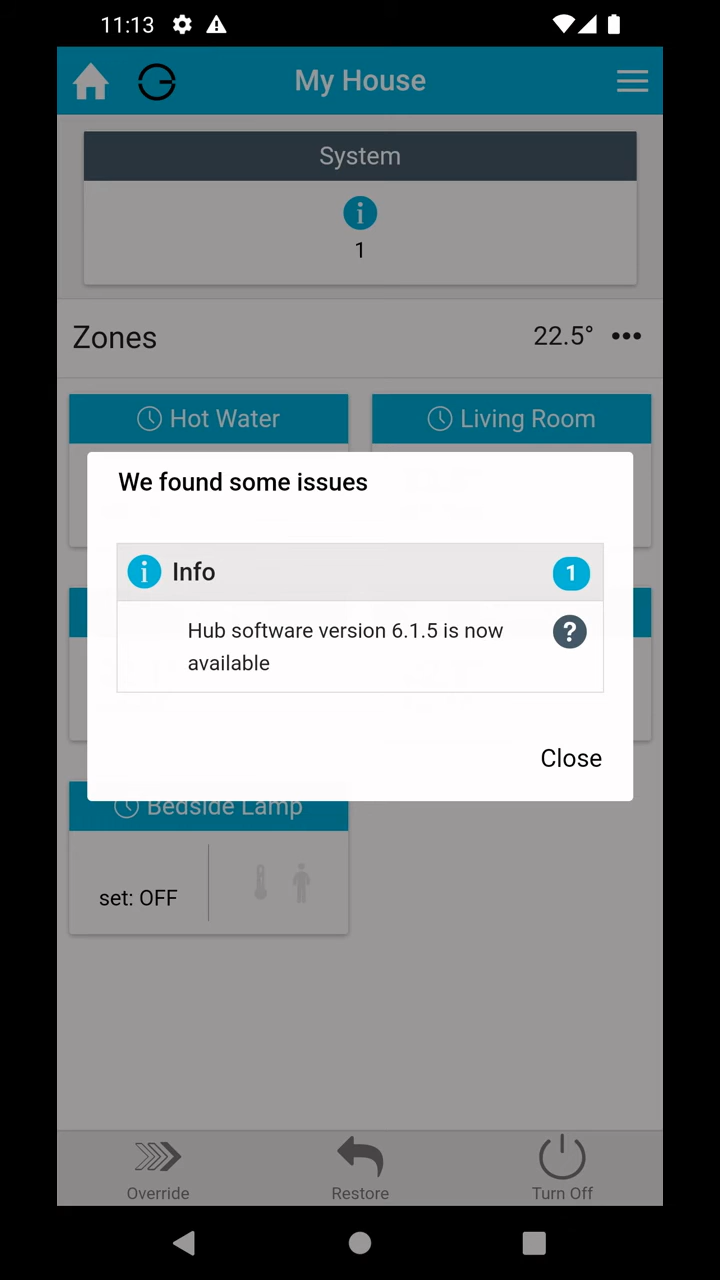 11:13
My House
System
1
Zones
22.5°
Hot Water
Living Room
We found some issues
Info
1
Hub software version 6.1.5 is now
available
?
Close
Bedside Lamp
set: OFF
Override
Restore
Turn Off